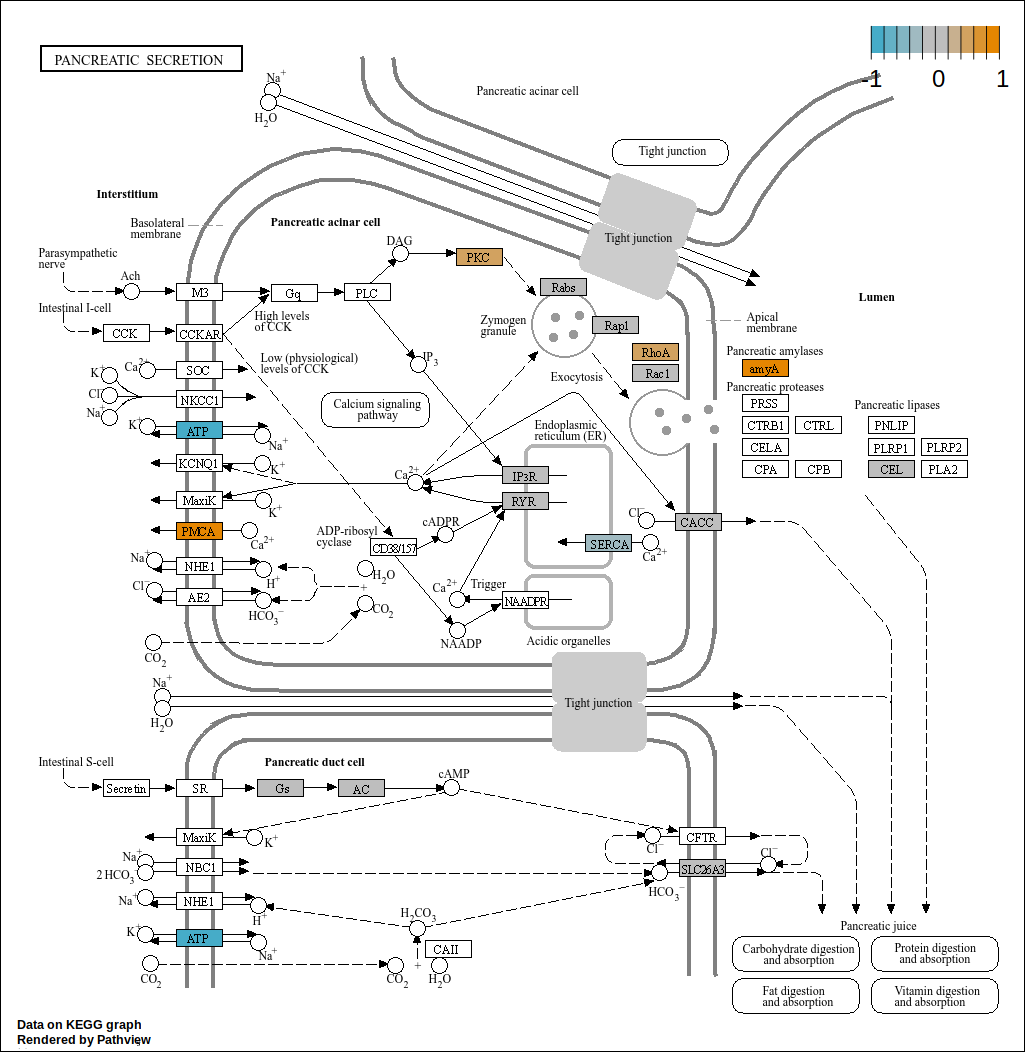 PANCREATIC SECRETION
-1
0
1
Na+
H2O
Pancreatic acinar cell
Tight junction
Interstitium
Basolateral
membrane
Pancreatic acinar cell
Tight junction
Parasympathetic
nerve
Ach
M3
Gq
PLC
DAG
PKC
Rabs
Lumen
Intestinal I-cell
CCK
CCKAR
High levels
of CCK
Zymogen
granule
Rap1
Apical
membrane
Ca2+
SOC
Low (physiological)
levels of CCK
IP3
RhoA
Rac1
Exocytosis
Pancreatic amylases
amyA
Pancreatic proteases
K+
Cl−
Na+
NKCC1
Calcium signaling
pathway
PRSS
CTRB1
CTRL
CELA
CPA
CPB
Pancreatic lipases
PNLIP
PLRP1
PLRP2
CEL
PLA2
K+
ATP
Na+
Endoplasmic
reticulum (ER)
KCNQ1
K+
Ca2+
IP3R
MaxiK
K+
RYR
PMCA
Ca2+
ADP-ribosyl
cyclase
cADPR
CD38/157
Cl−
CACC
SERCA
Ca2+
Na+
NHE1
H+
H2O
+
CO2
Cl−
AE2
HCO3−
Ca2+
Trigger
NAADPR
NAADP
Acidic organelles
CO2
Na+
H2O
Tight junction
Intestinal S-cell
Pancreatic duct cell
Secretin
SR
Gs
AC
cAMP
MaxiK
K+
Cl−
CFTR
Cl−
Na+
2 HCO3−
NBC1
SLC26A3
HCO3−
Na+
NHE1
H+
H2CO3
K+
ATP
Na+
CAII
+
CO2
CO2
H2O
Pancreatic juice
Carbohydrate digestion
and absorption
Protein digestion
and absorption
Fat digestion
and absorption
Vitamin digestion
and absorption
Data on KEGG graph
Rendered by Pathview